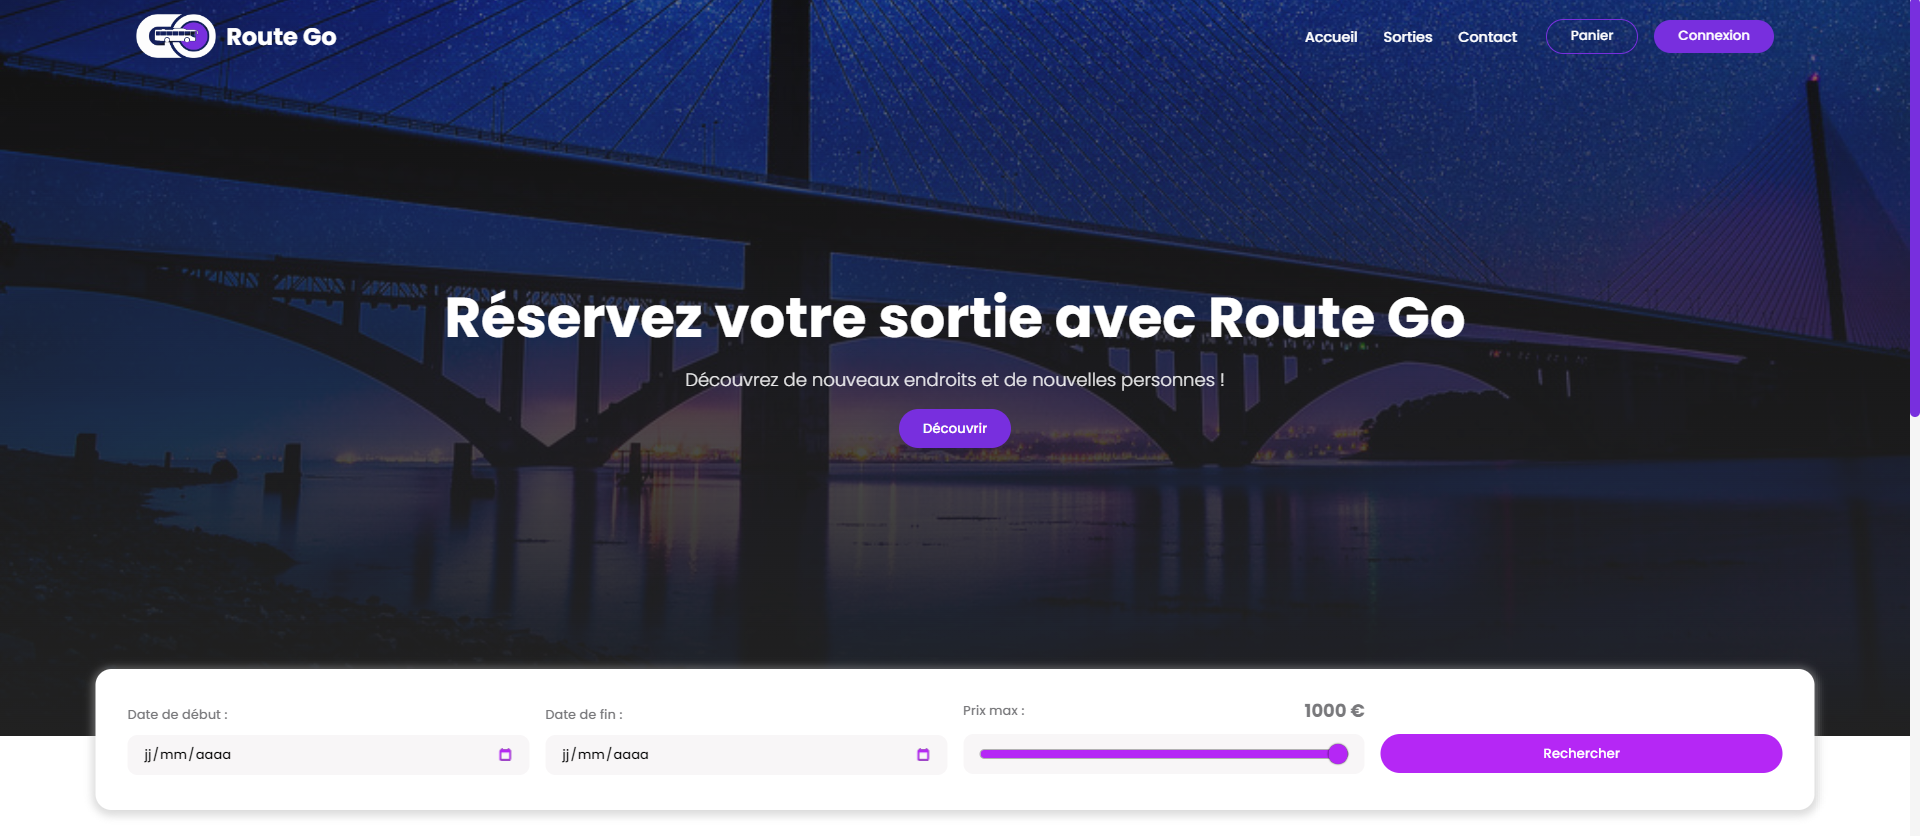 Route Go
Accueil Sorties Contact Panier Connexion
Réservez votre sortie avec Route Go
Découvrez de nouveaux endroits et de nouvelles personnes !
Découvrir
Date de début : Date de fin : Prix max : 1000 €
jj/mm/aaaa jj/mm/aaaa Rechercher